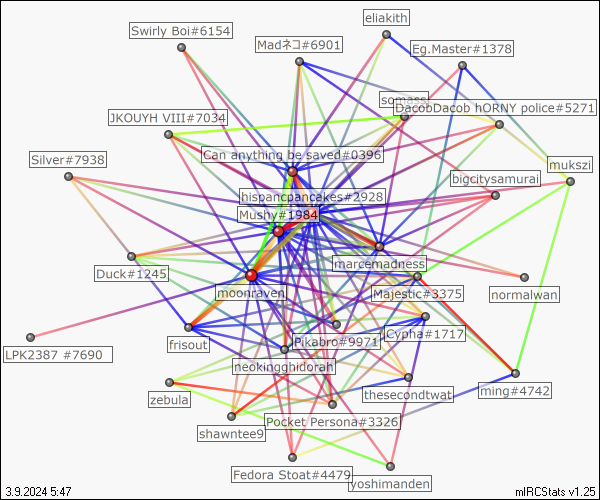 eliakith
Swirly Boi#6154
Madネコ#6901
Eg.Master#1378
somass
DacobDacob hORNY police#5271
JKOUYH VIII#7034
Can anything be saved#0396
Silver#7938
mukszi
bigcitysamurai
hispancpancakes#2928
Mushy#1984
marcemadness
Duck#1245
moonraven
Majestic#3375
normalwan
Cypha#1717
frisout
Pikabro#9971
LPK2387 #7690
neokingghidorah
zebula
thesecondtwat
ming#4742
Pocket Persona#3326
shawntee9
Fedora Stoat#4479
ryoshimanden
3.9.2024 5:47
mIRCStats v1.25